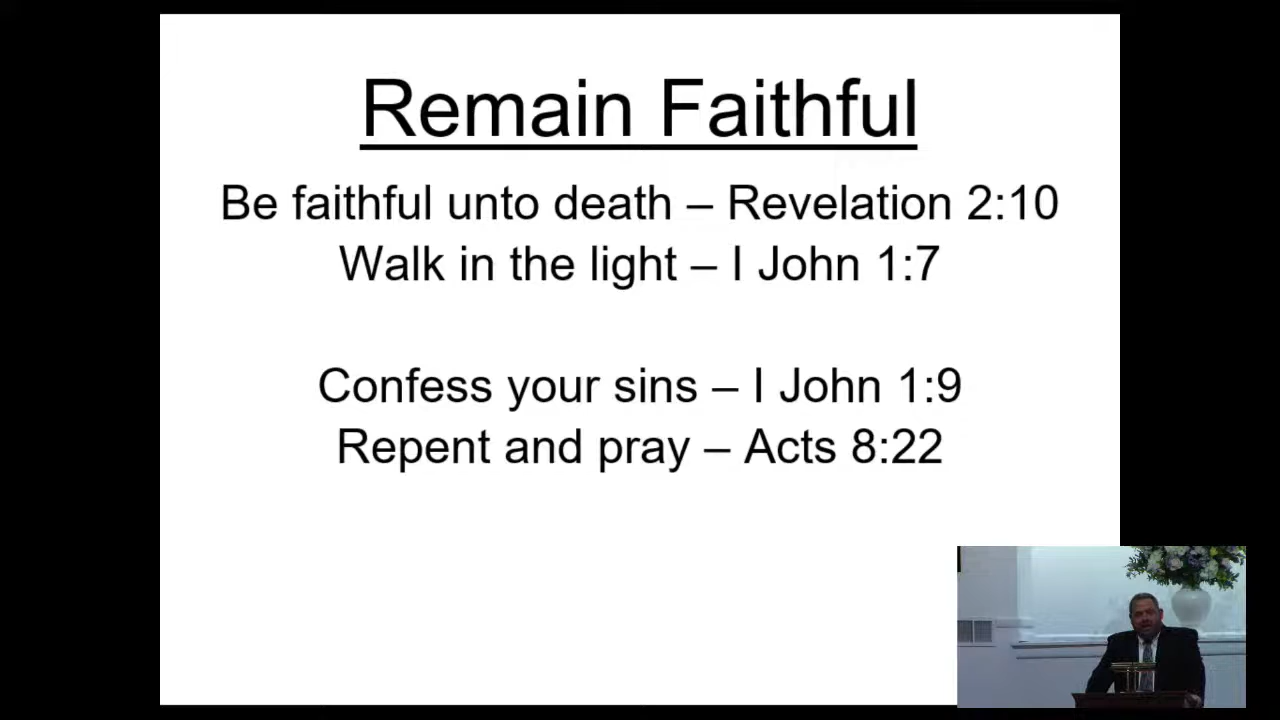 Remain Faithful
Be faithful unto death – Revelation 2:10
Walk in the light – I John 1:7
Confess your sins – I John 1:9
Repent and pray – Acts 8:22